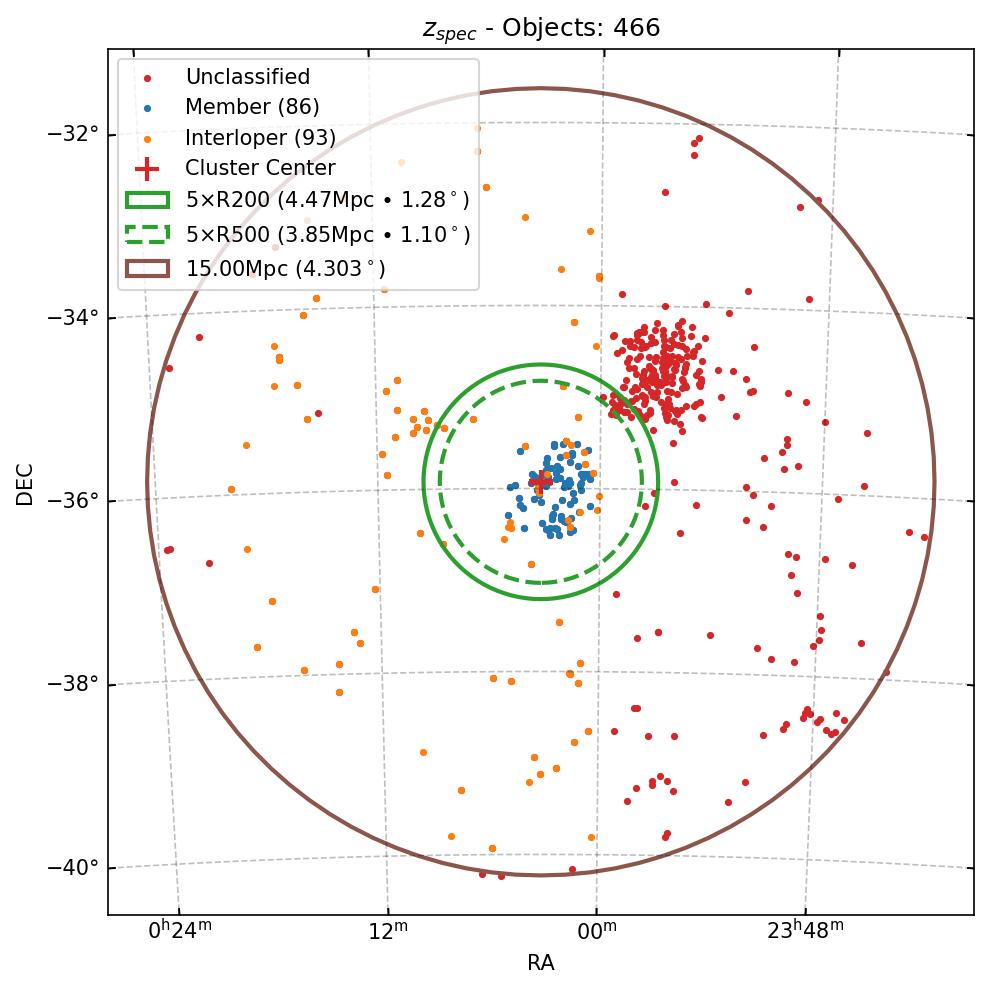 z_spec - Objects: 466
Unclassified
Member (86)
Interloper (93)
Cluster Center
5×R200 (4.47Mpc • 1.28°)
5×R500 (3.85Mpc • 1.10°)
15.00Mpc (4.303°)
−32°
−34°
−36°
−38°
−40°
DEC
0ʰ24ᵐ 12ᵐ 00ᵐ 23ʰ48ᵐ
RA